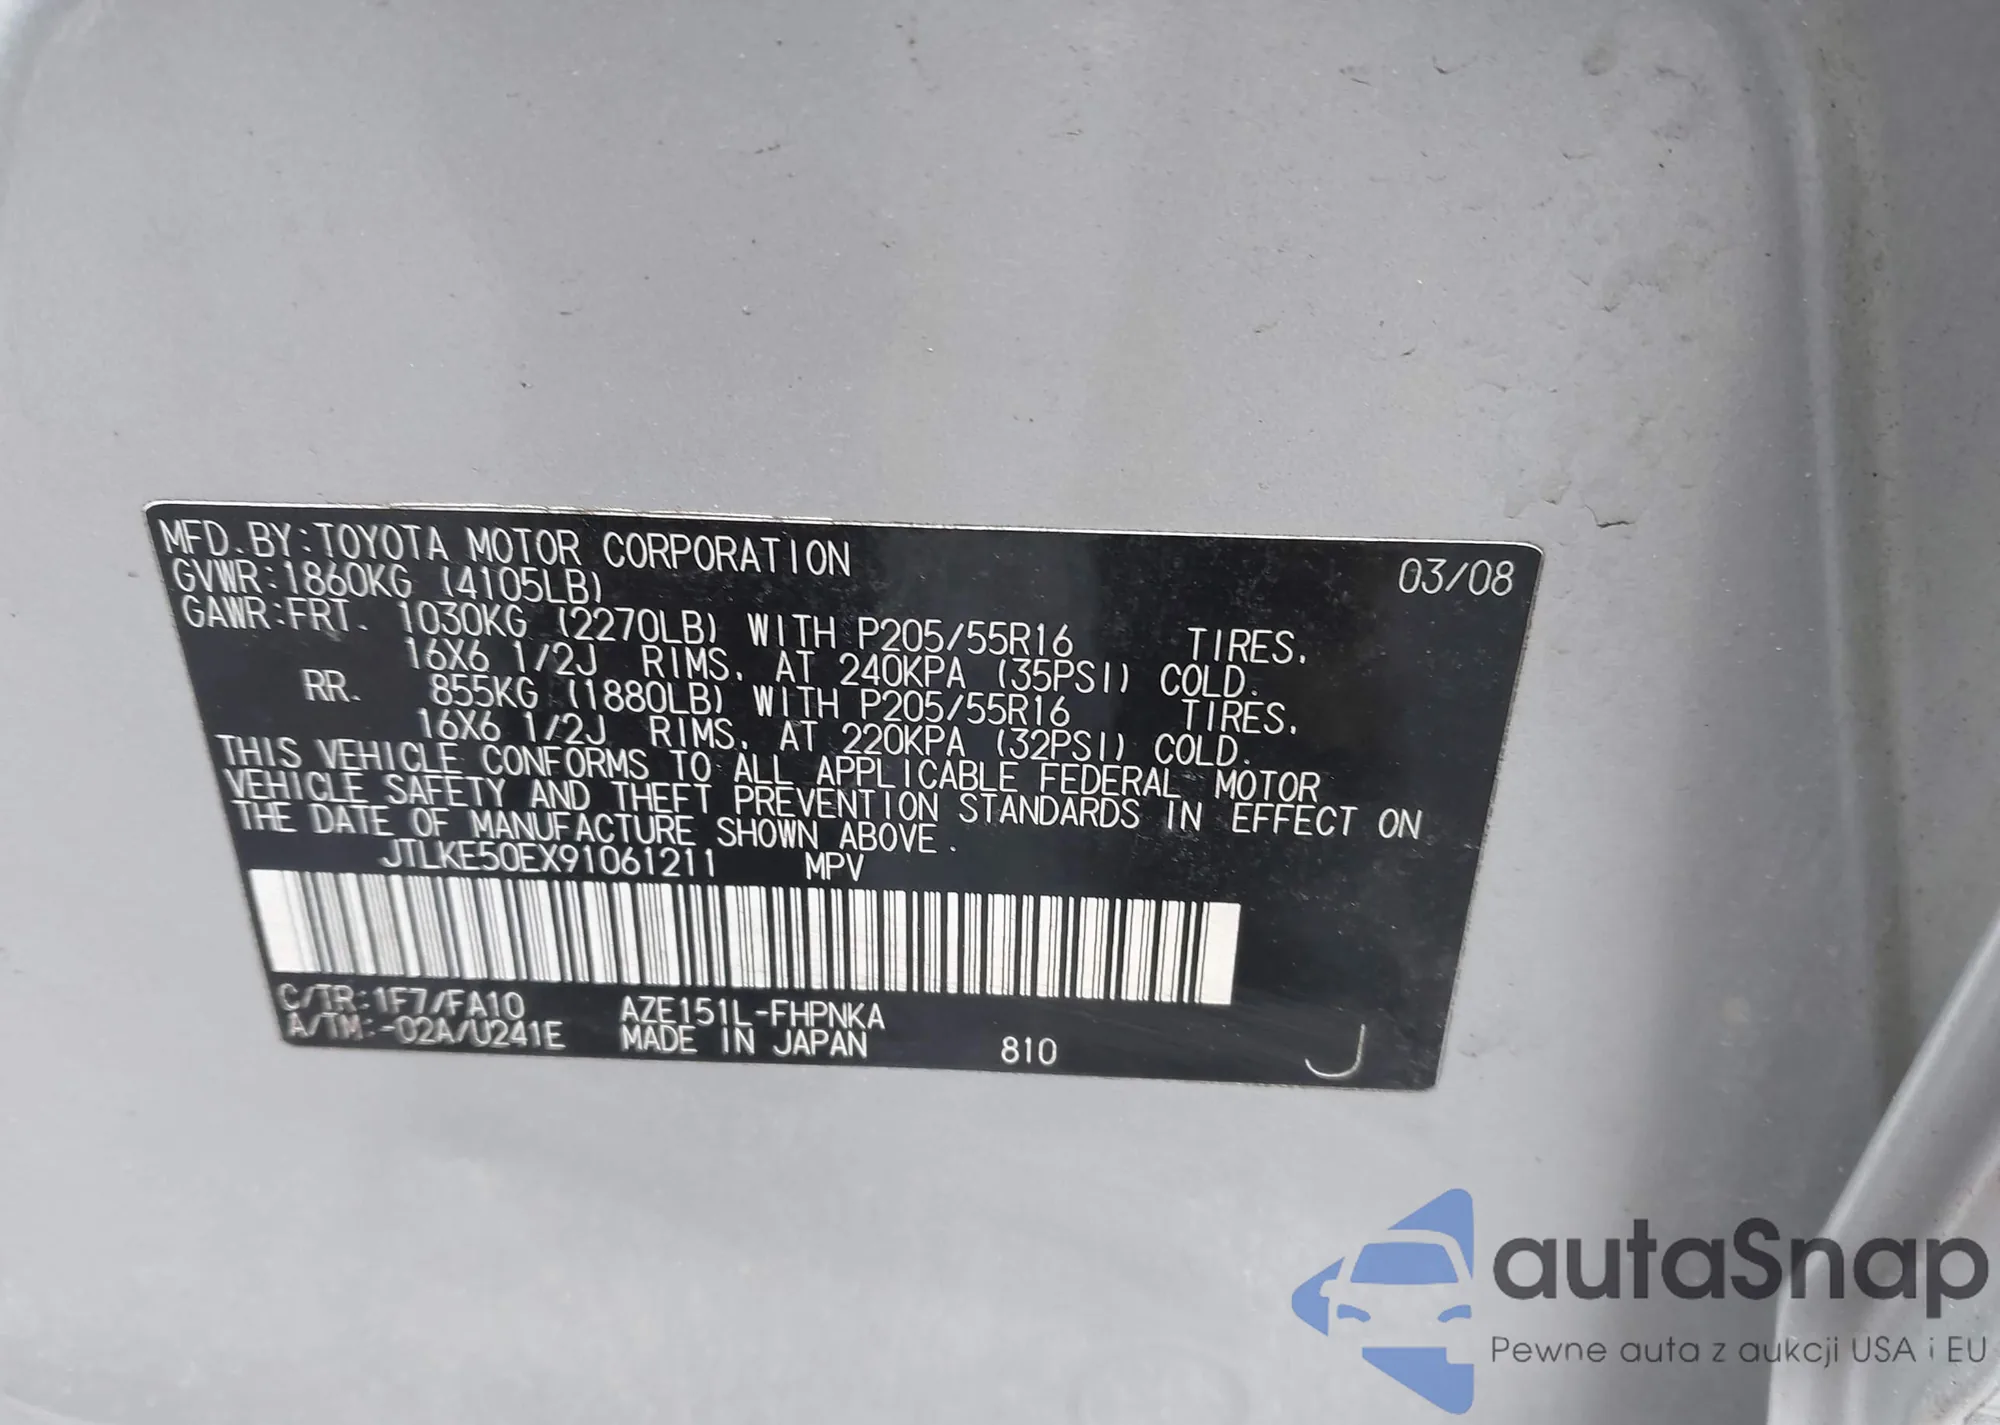 MFD. BY: TOYOTA MOTOR CORPORATION 03/08
GVWR: 1860KG (4105LB)
GAWR: FRT. 1030KG (2270LB) WITH P205/55R16 TIRES,
16X6 1/2J RIMS, AT 240KPA (35PSI) COLD.
RR. 855KG (1880LB) WITH P205/55R16 TIRES,
16X6 1/2J RIMS, AT 220KPA (32PSI) COLD.
THIS VEHICLE CONFORMS TO ALL APPLICABLE FEDERAL MOTOR
VEHICLE SAFETY AND THEFT PREVENTION STANDARDS IN EFFECT ON
THE DATE OF MANUFACTURE SHOWN ABOVE.
JTLKE50EX91061211 MPV
C/TR: 1F7/FA10 AZE151L-FHPNKA
A/TM: -02A/U241E MADE IN JAPAN 810 J
autaSnap
Pewne auta z aukcji USA i EU